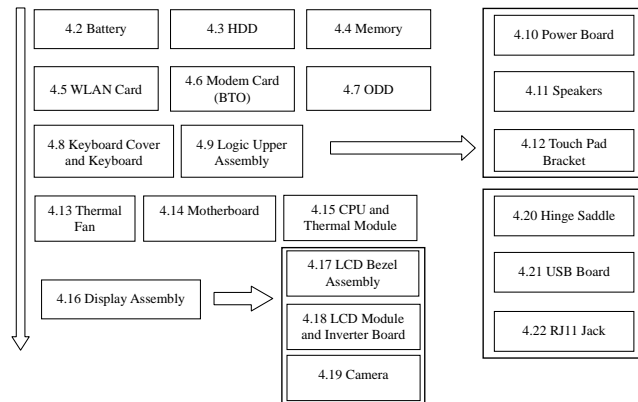 4.2 Battery
4.3 HDD
4.4 Memory
4.5 WLAN Card
4.6 Modem Card
(BTO)
4.7 ODD
4.8 Keyboard Cover
and Keyboard
4.9 Logic Upper
Assembly
4.10 Power Board
4.11 Speakers
4.12 Touch Pad
Bracket
4.13 Thermal
Fan
4.14 Motherboard
4.15 CPU and
Thermal Module
4.16 Display Assembly
4.17 LCD Bezel
Assembly
4.18 LCD Module
and Inverter Board
4.19 Camera
4.20 Hinge Saddle
4.21 USB Board
4.22 RJ11 Jack